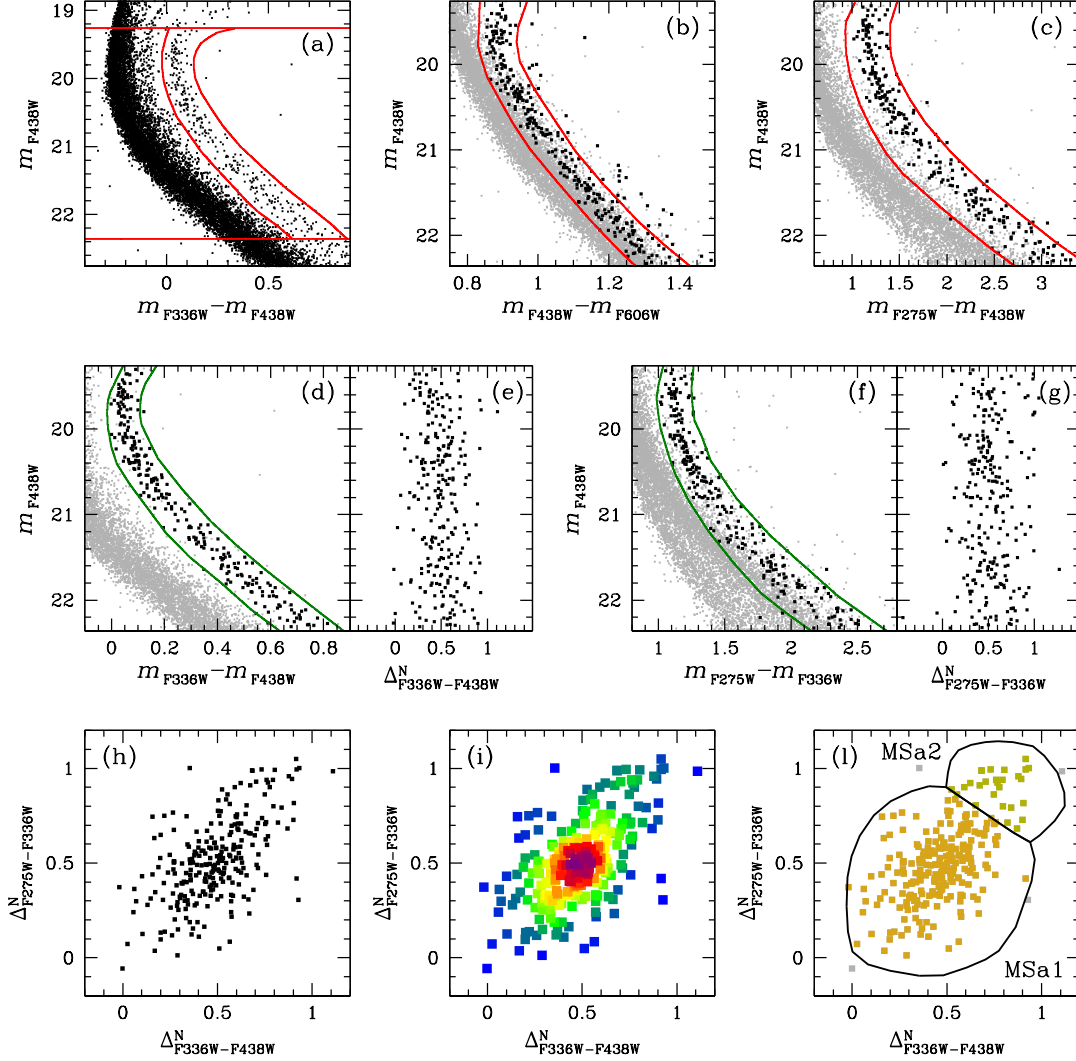 (a)
19
20
21
22
m F438W
0 0.5
m F336W−m F438W
(b)
20
21
22
m F438W
0.8 1 1.2 1.4
m F438W−m F606W
(c)
20
21
22
m F438W
1 1.5 2 2.5 3
m F275W−m F438W
(d)
20
21
22
m F438W
0 0.2 0.4 0.6 0.8
m F336W−m F438W
(e)
0 0.5 1
Δ^N F336W−F438W
(f)
20
21
22
m F438W
1 1.5 2 2.5
m F275W−m F336W
(g)
0 0.5 1
Δ^N F275W−F336W
(h)
1
0.5
0
Δ^N F275W−F336W
0 0.5 1
Δ^N F336W−F438W
(i)
1
0.5
0
Δ^N F275W−F336W
0 0.5 1
Δ^N F336W−F438W
(l)
MSa2
MSa1
1
0.5
0
Δ^N F275W−F336W
0 0.5 1
Δ^N F336W−F438W